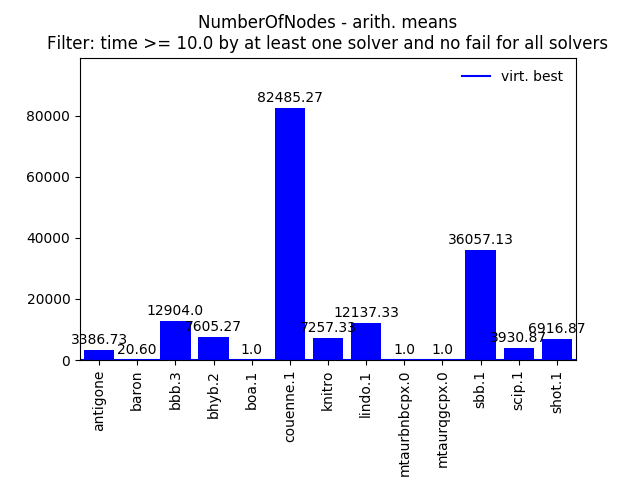 NumberOfNodes - arith. means
Filter: time >= 10.0 by at least one solver and no fail for all solvers
virt. best
82485.27
80000
60000
40000
36057.13
20000
12904.0
12137.33
7605.27
7257.33
6916.87
3386.73
3930.87
20.60
1.0
1.0
1.0
0
antigone
baron
bbb.3
bhyb.2
boa.1
couenne.1
knitro
lindo.1
mtaurbnbcpx.0
mtaurqgcpx.0
sbb.1
scip.1
shot.1